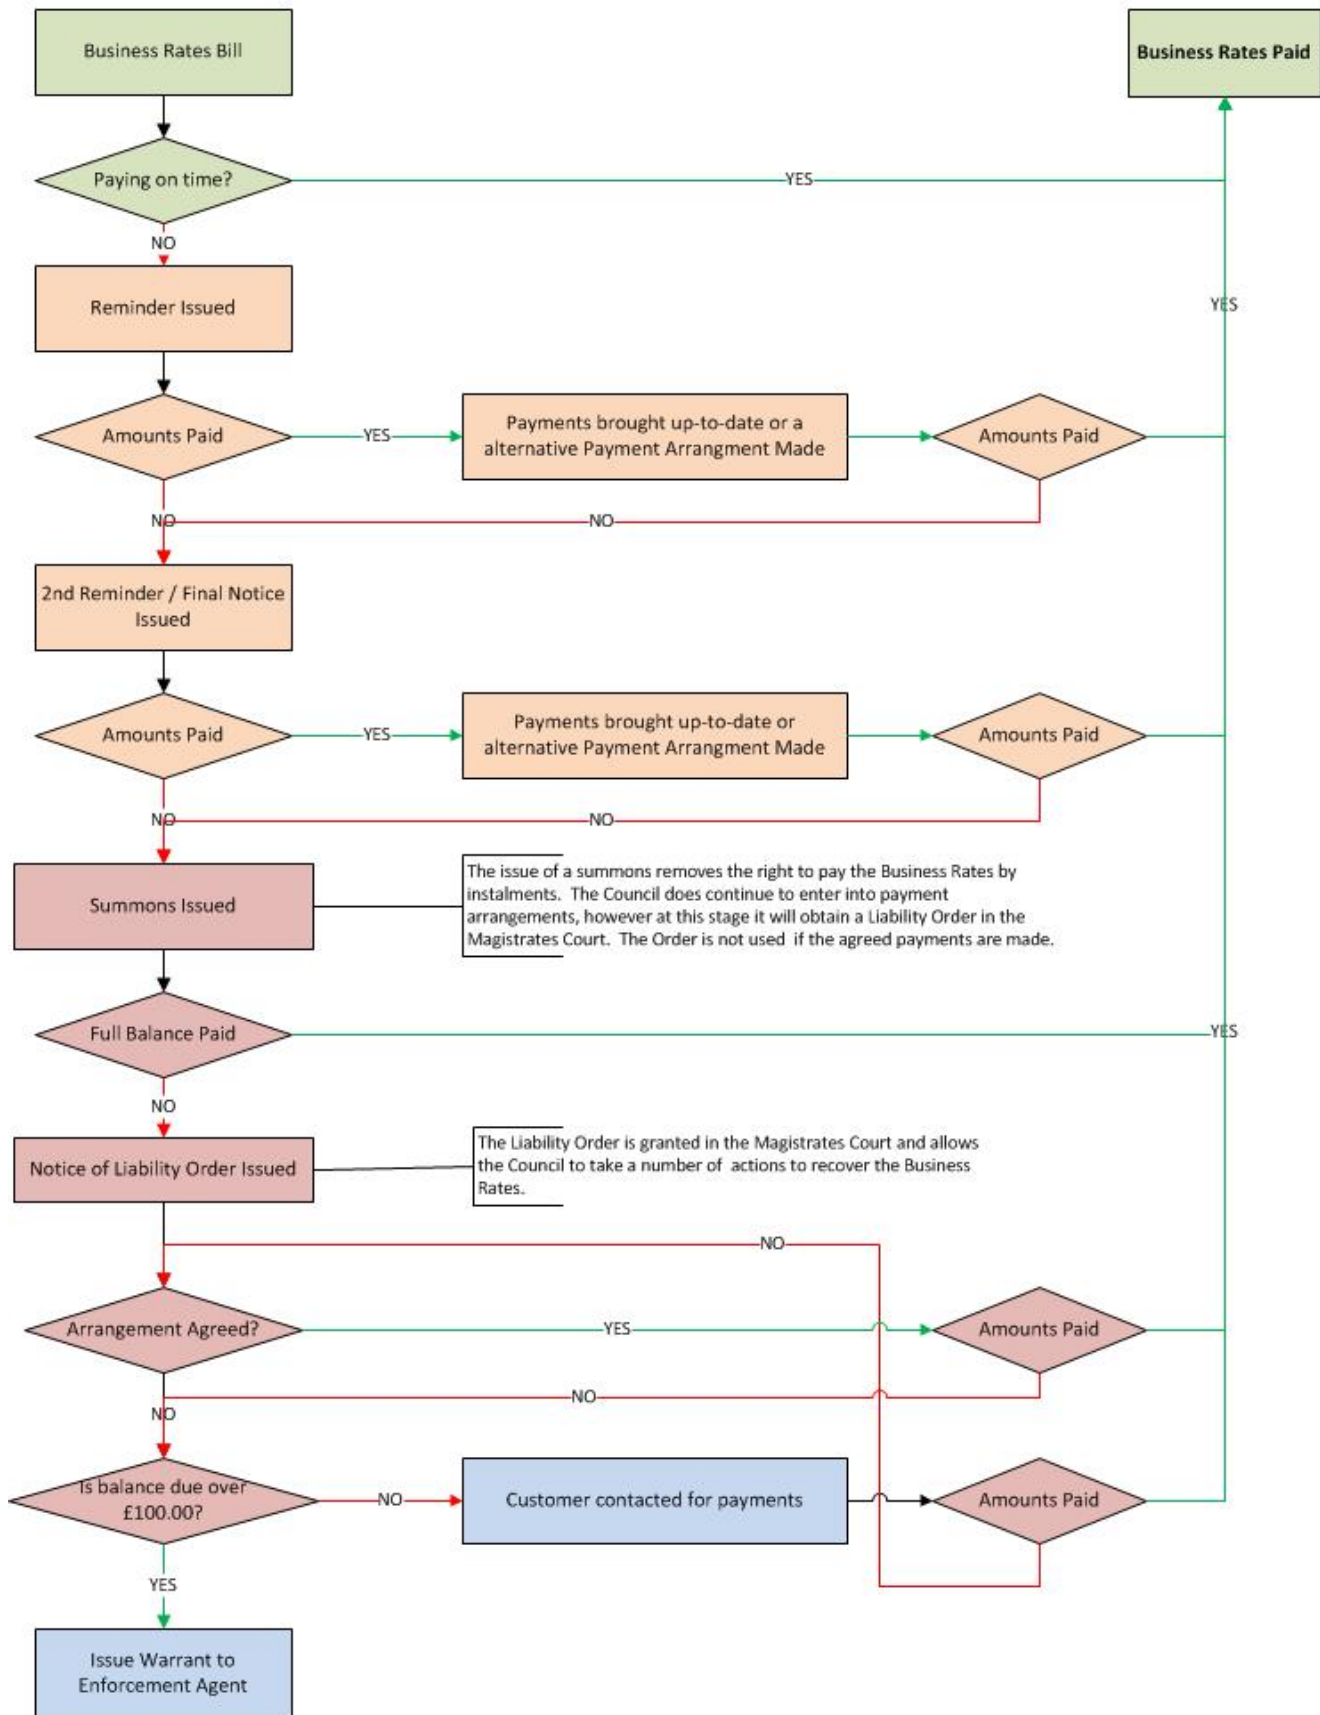 Business Rates Bill
Business Rates Paid
Paying on time?
YES
NO
Reminder Issued
YES
Amounts Paid
YES
Payments brought up-to-date or a
alternative Payment Arrangment Made
Amounts Paid
NO
NO
2nd Reminder / Final Notice
Issued
Amounts Paid
YES
Payments brought up-to-date or
alternative Payment Arrangment Made
Amounts Paid
NO
NO
Summons Issued
The issue of a summons removes the right to pay the Business Rates by
instalments.  The Council does continue to enter into payment
arrangements, however at this stage it will obtain a Liability Order in the
Magistrates Court.  The Order is not used  if the agreed payments are made.
Full Balance Paid
YES
NO
Notice of Liability Order Issued
The Liability Order is granted in the Magistrates Court and allows
the Council to take a number of  actions to recover the Business
Rates.
NO
Arrangement Agreed?
YES
Amounts Paid
NO
NO
Is balance due over
£100.00?
NO
Customer contacted for payments
Amounts Paid
YES
Issue Warrant to
Enforcement Agent